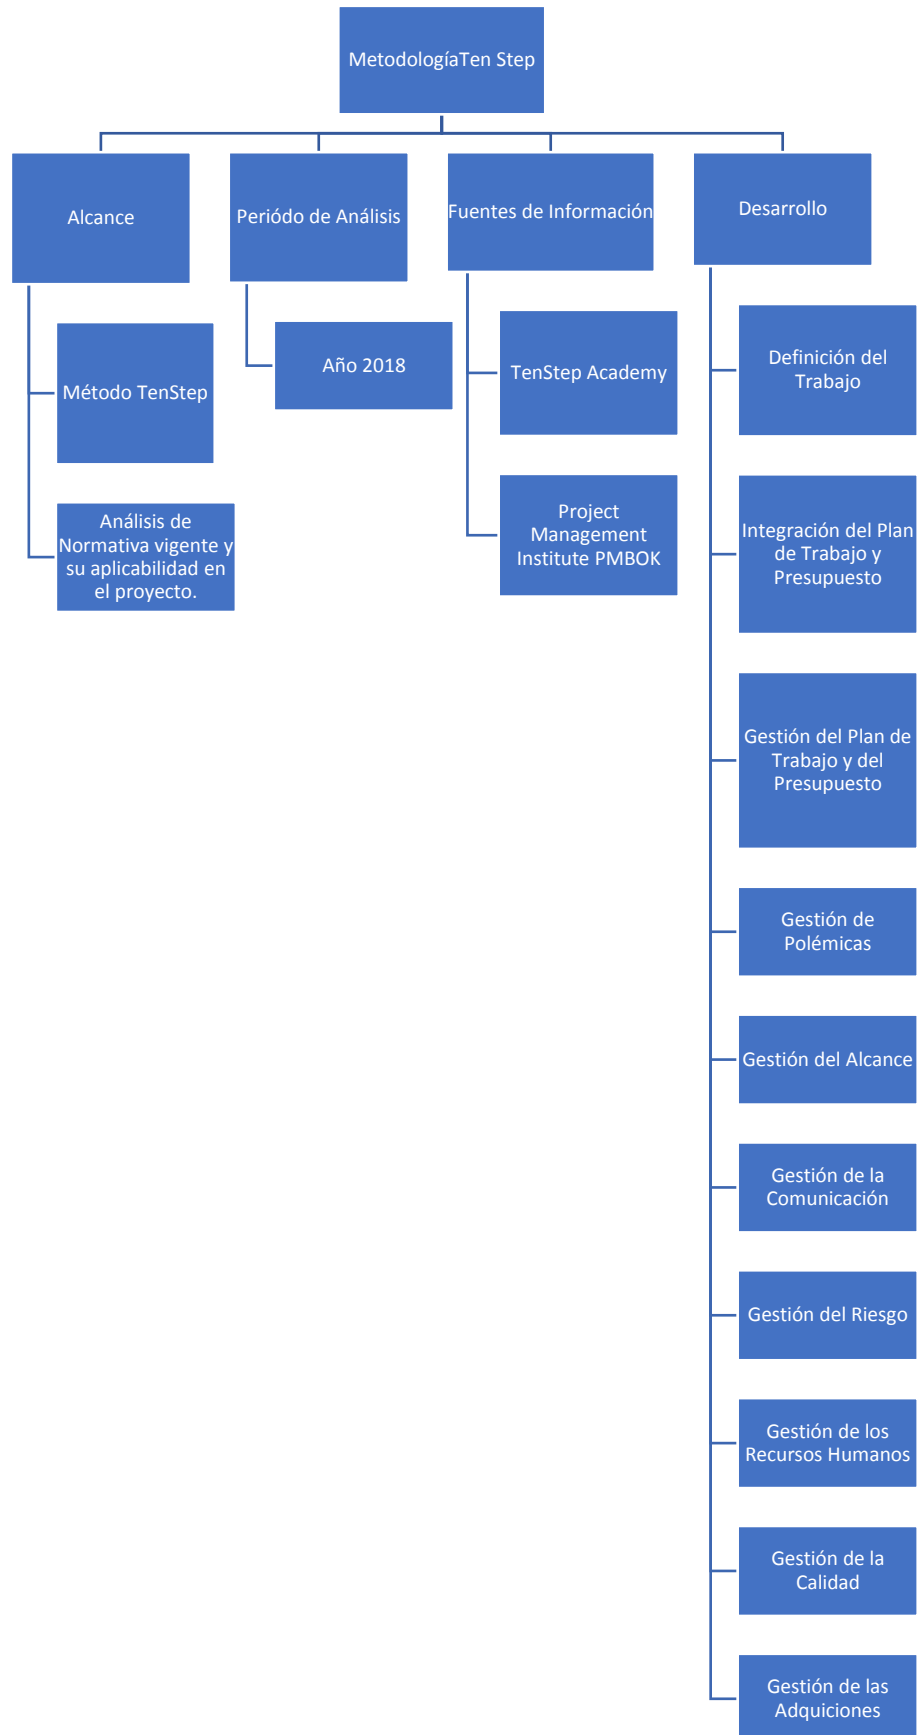 MetodologíaTen Step
Alcance
Método TenStep
Análisis de
Normativa vigente y
su aplicabilidad en
el proyecto.
Periódo de Análisis
Año 2018
Fuentes de Información
TenStep Academy
Project
Management
Institute PMBOK
Desarrollo
Definición del
Trabajo
Integración del Plan
de Trabajo y
Presupuesto
Gestión del Plan de
Trabajo y del
Presupuesto
Gestión de
Polémicas
Gestión del Alcance
Gestión de la
Comunicación
Gestión del Riesgo
Gestión de los
Recursos Humanos
Gestión de la
Calidad
Gestión de las
Adquiciones